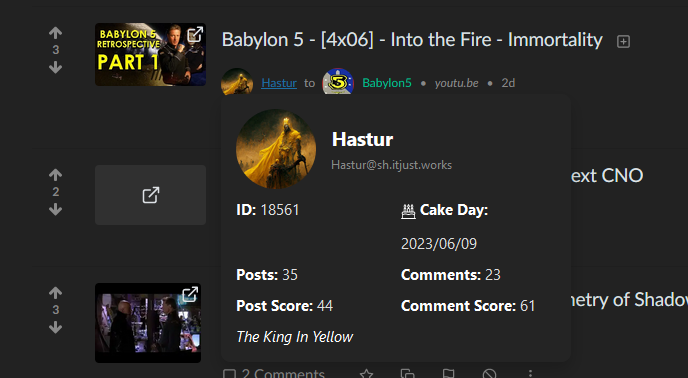 3
BABYLON 5
RETROSPECTIVE
PART 1
Babylon 5 - [4x06] - Into the Fire - Immortality
5
Hastur to Babylon5 • youtu.be • 2d
Hastur
Hastur@sh.itjust.works
ID: 18561
Cake Day:
2023/06/09
2
ext CNO
Posts: 35
Comments: 23
3
Post Score: 44
Comment Score: 61
netry of Shadow
The King In Yellow
2 Comments